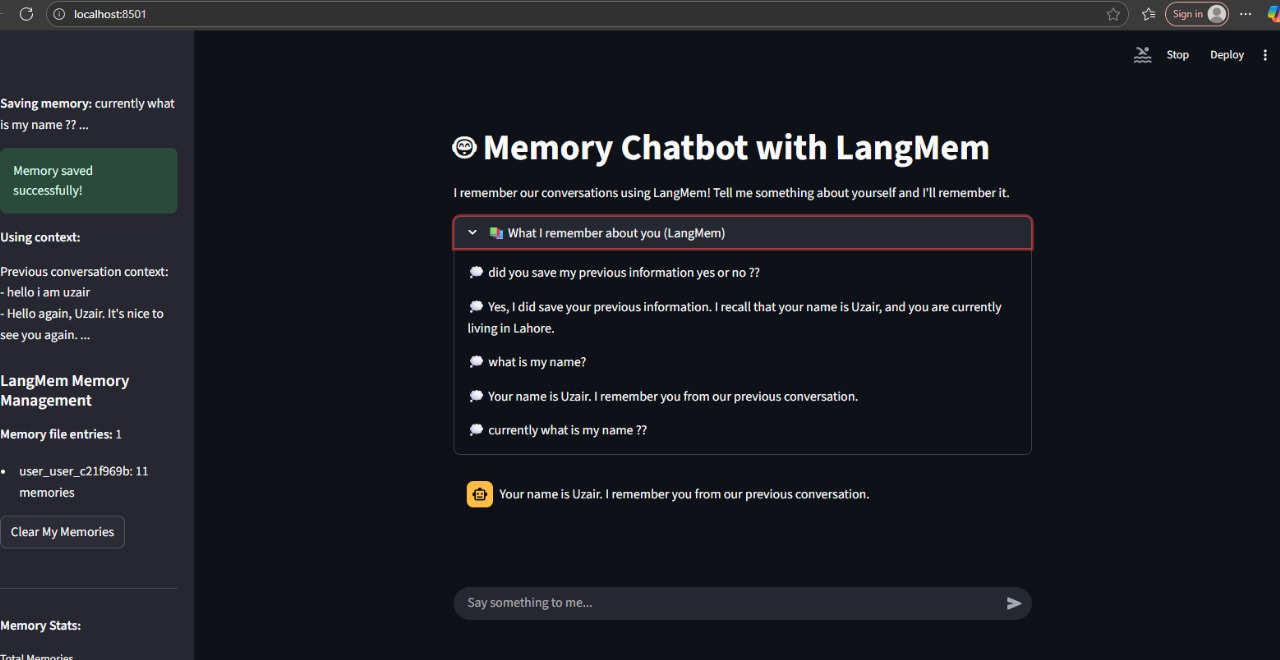 localhost:8501
Sign in
Stop
Deploy
Saving memory: currently what
is my name ?? ...
Memory saved
successfully!
Using context:
Previous conversation context:
- hello i am uzair
- Hello again, Uzair. It's nice to
see you again. ...
LangMem Memory
Management
Memory file entries: 1
user_user_c21f969b: 11
memories
Clear My Memories
Memory Stats:
Total Memories
Memory Chatbot with LangMem
I remember our conversations using LangMem! Tell me something about yourself and I'll remember it.
What I remember about you (LangMem)
did you save my previous information yes or no ??
Yes, I did save your previous information. I recall that your name is Uzair, and you are currently
living in Lahore.
what is my name?
Your name is Uzair. I remember you from our previous conversation.
currently what is my name ??
Your name is Uzair. I remember you from our previous conversation.
Say something to me...